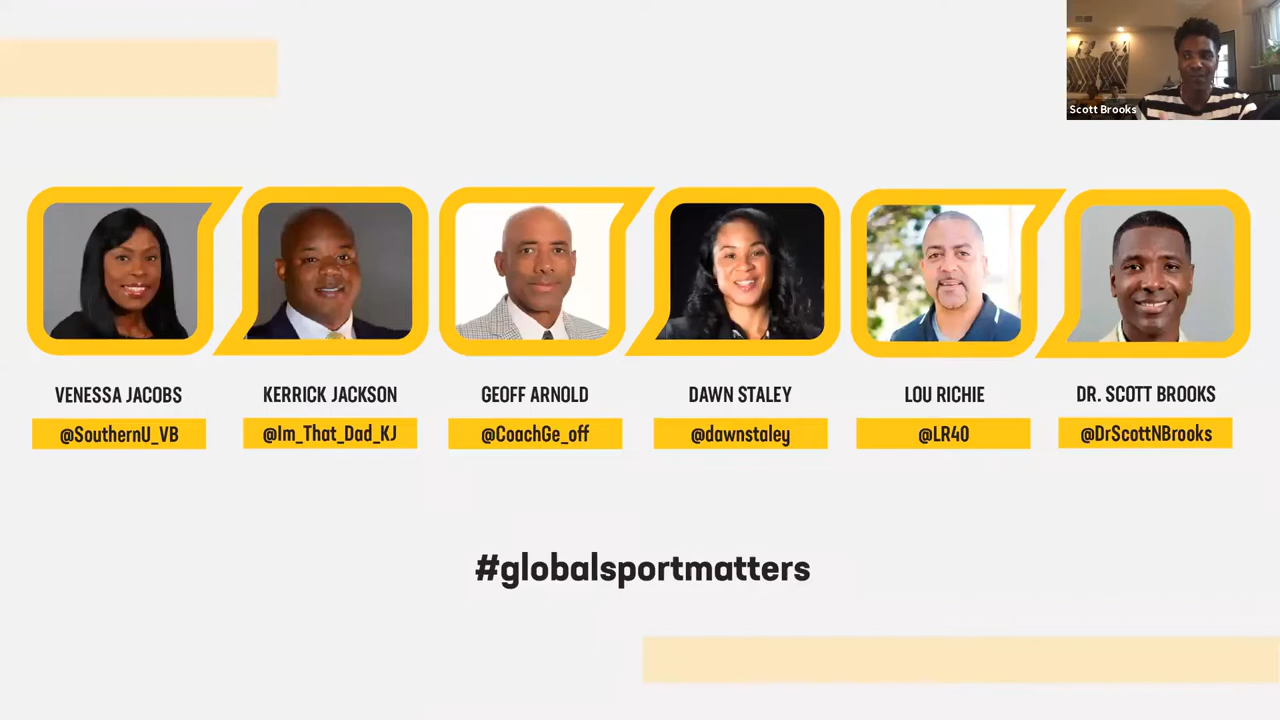 Scott Brooks
VENESSA JACOBS
@SouthernU_VB
KERRICK JACKSON
@Im_That_Dad_KJ
GEOFF ARNOLD
@CoachGe_off
DAWN STALEY
@dawnstaley
LOU RICHIE
@LR40
DR. SCOTT BROOKS
@DrScottNBrooks
#globalsportmatters